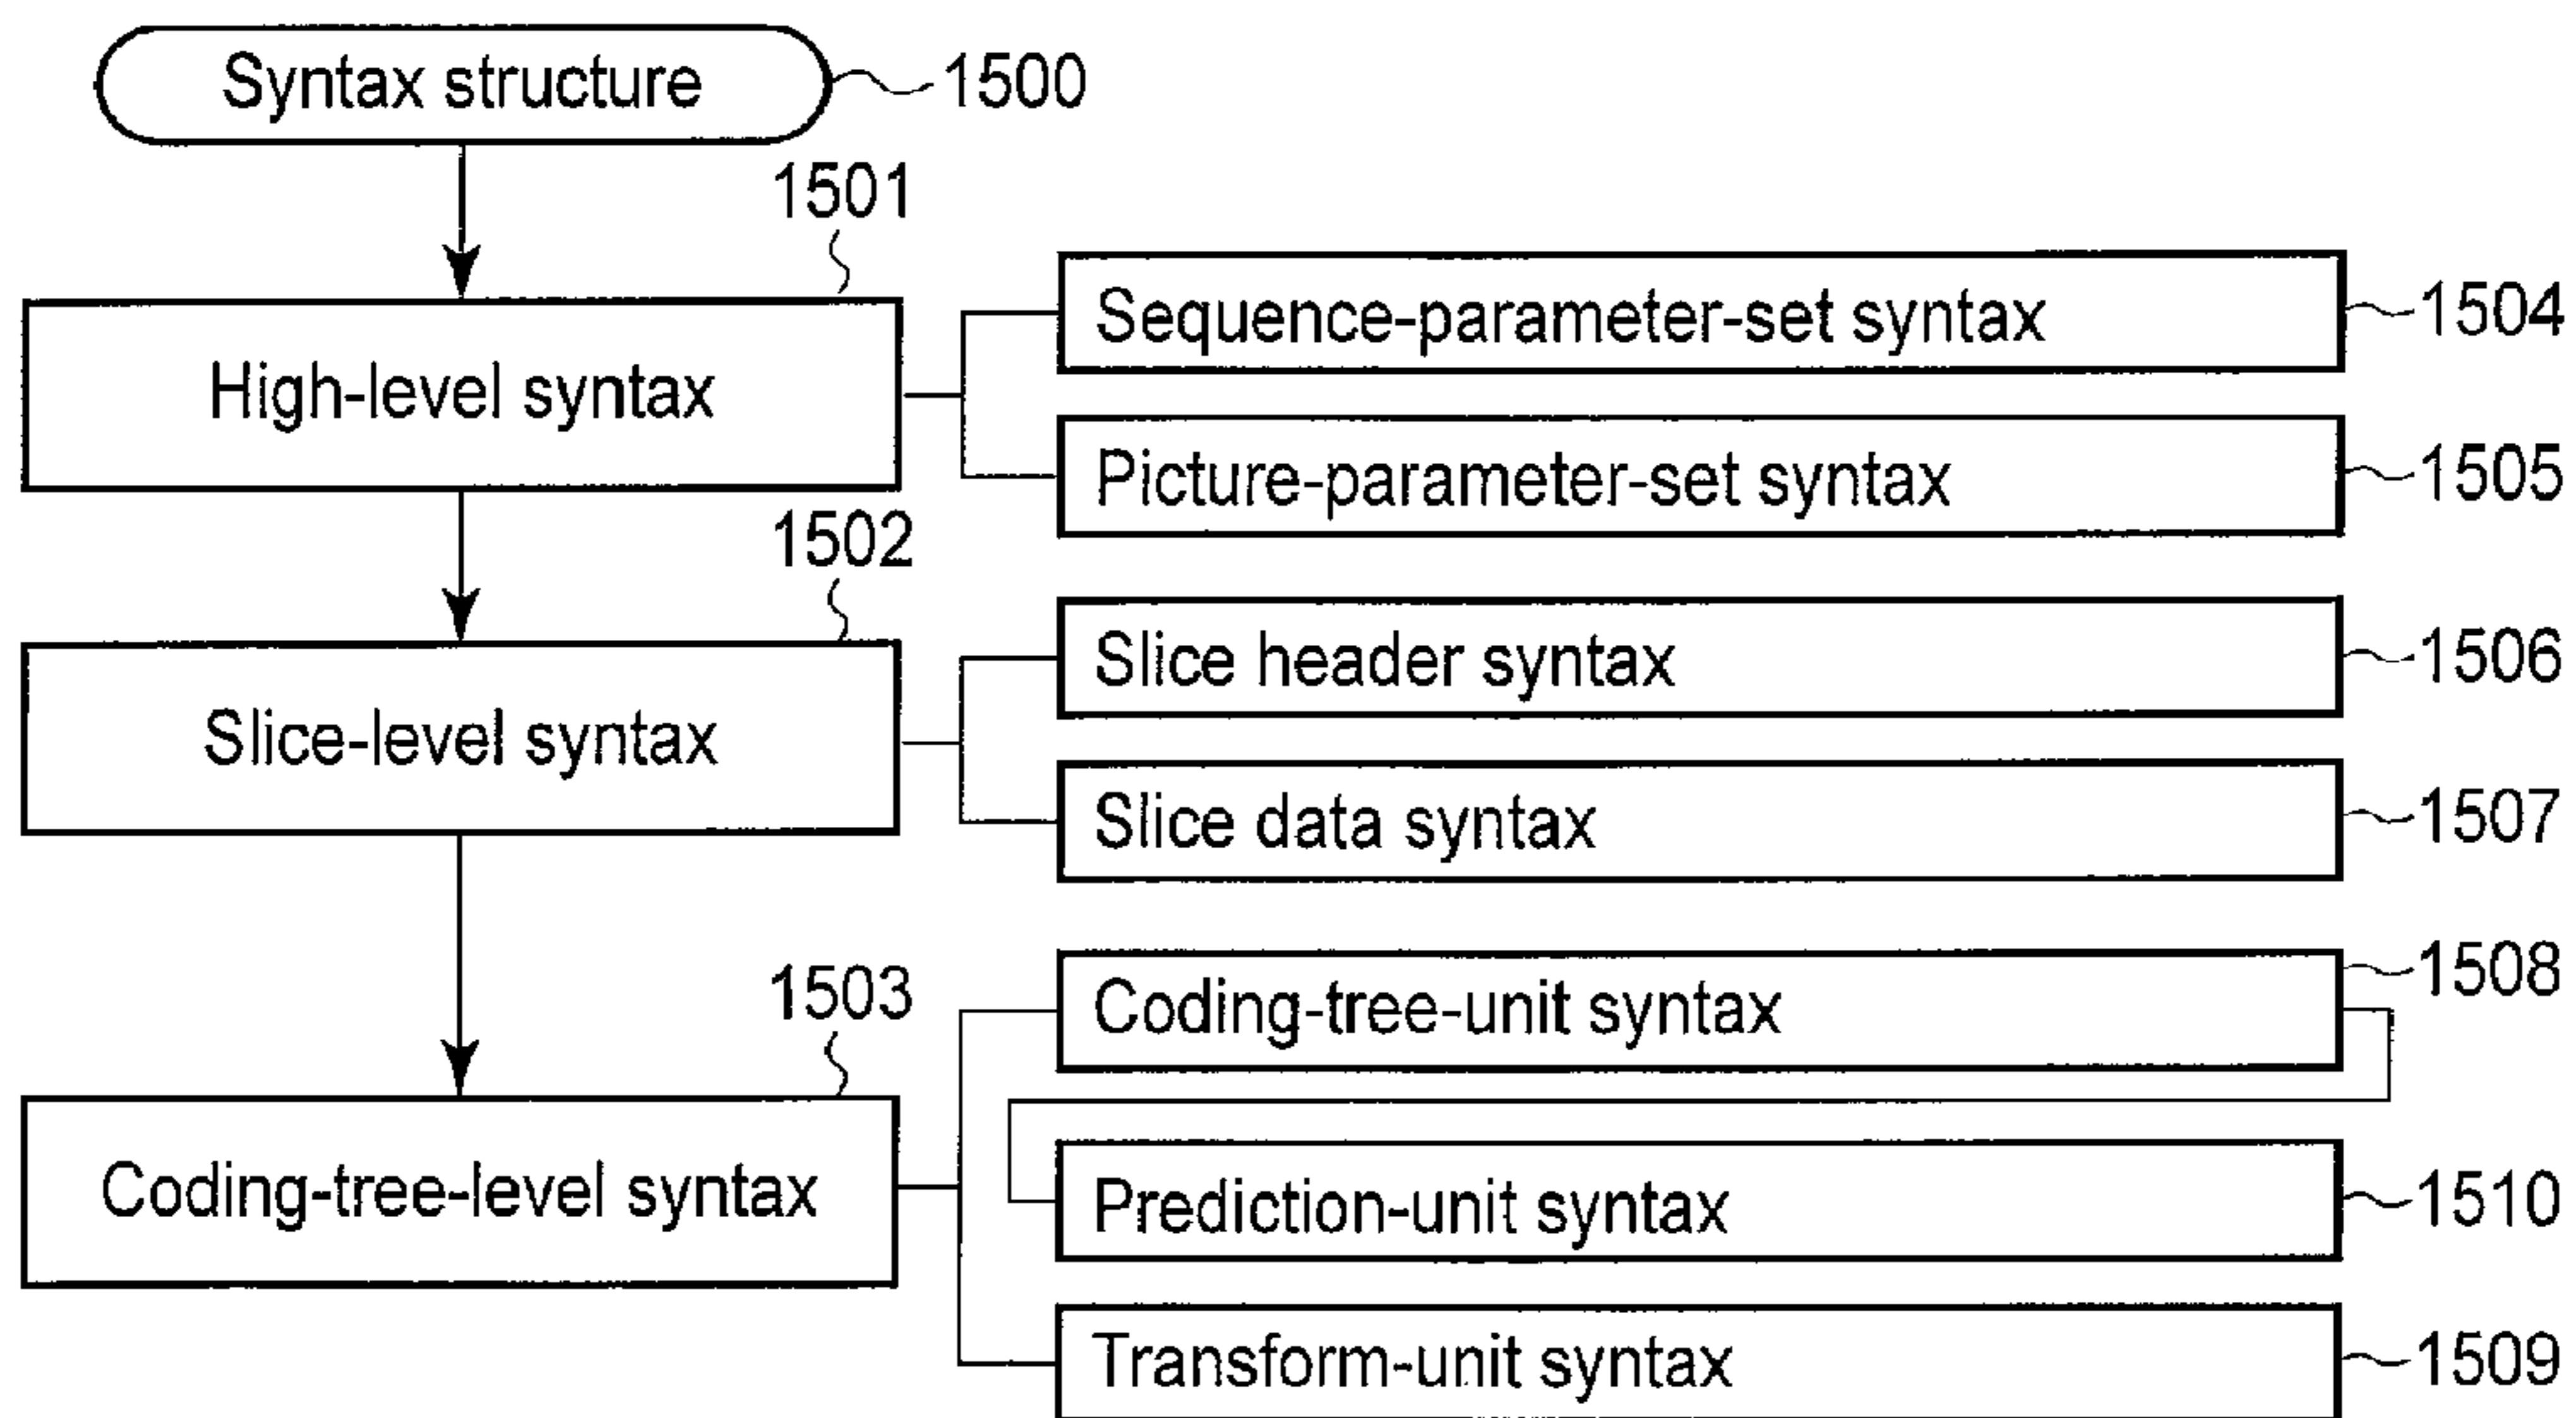 Syntax structure
1500
1501
High-level syntax
Sequence-parameter-set syntax
1504
Picture-parameter-set syntax
1505
1502
Slice-level syntax
Slice header syntax
1506
Slice data syntax
1507
1503
Coding-tree-level syntax
Coding-tree-unit syntax
1508
Prediction-unit syntax
1510
Transform-unit syntax
1509